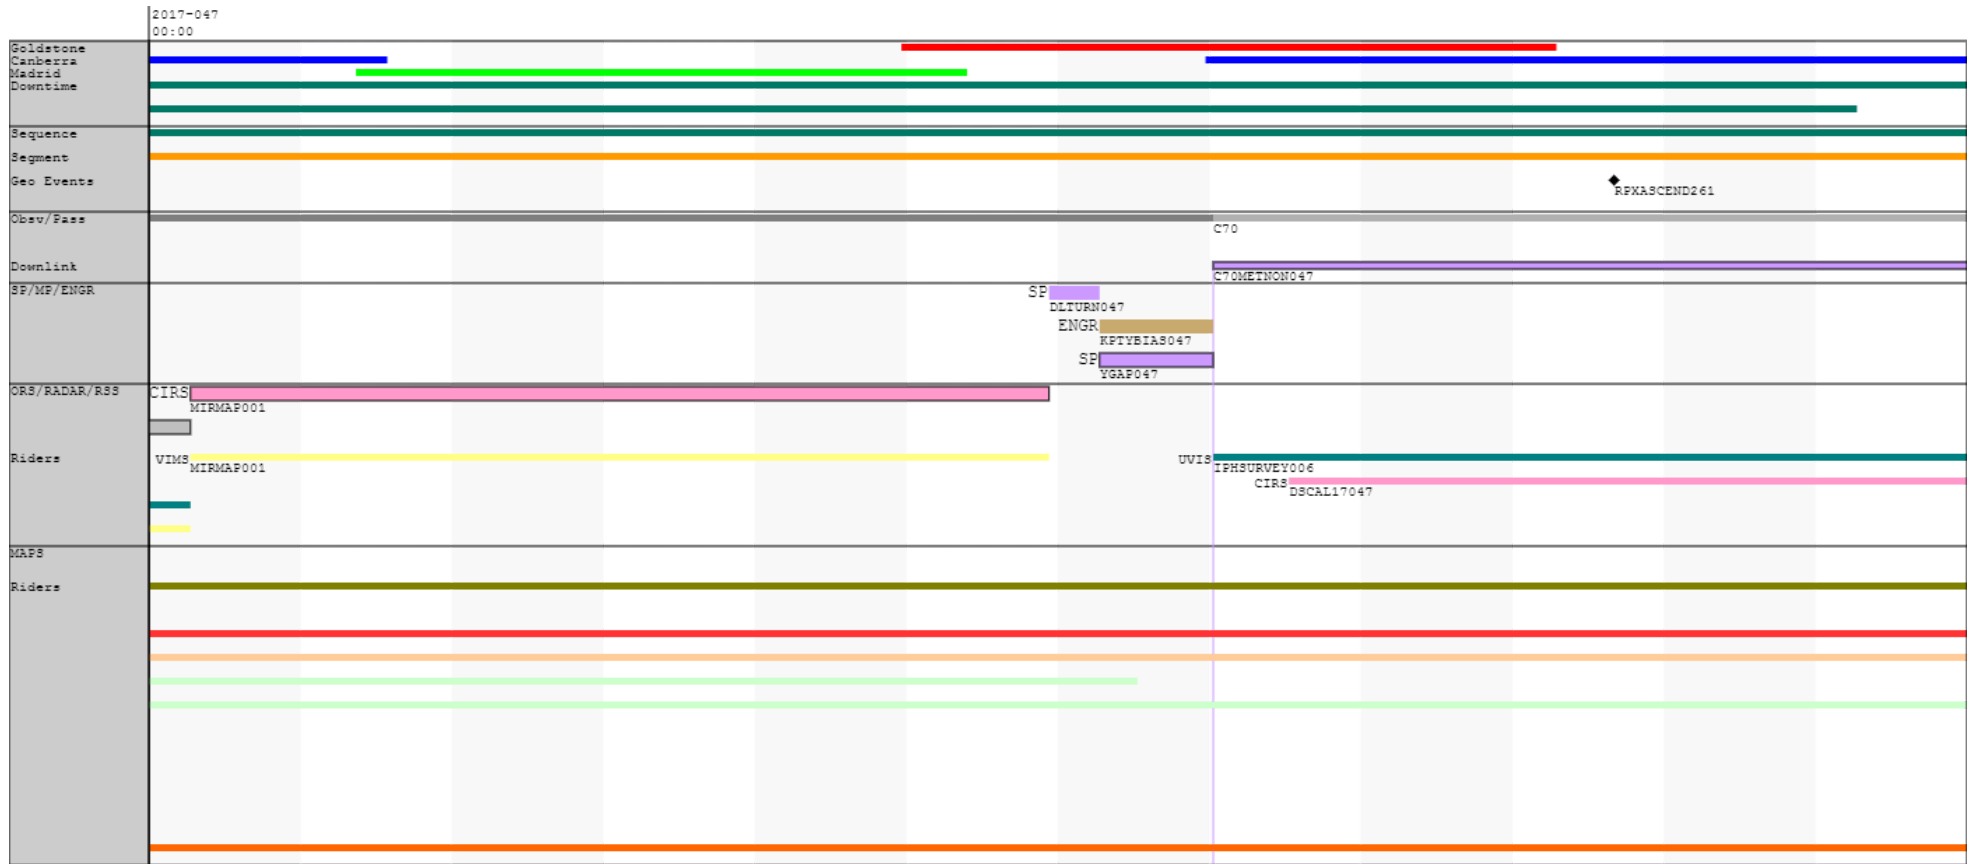 2017-047
00:00
Goldstone
Canberra
Madrid
Downtime
Sequence
Segment
Geo Events
RPXASCEND261
Obsv/Pass
C70
Downlink
C70METNON047
SP/MP/ENGR
SP
DLTURN047
ENGR
KPTYBIAS047
SP
YGAP047
ORS/RADAR/RSS
CIRS
MIRMAP001
Riders
VIMS
MIRMAP001
UVIS
IPHSURVEY006
CIRS
DSCAL17047
MAPS
Riders